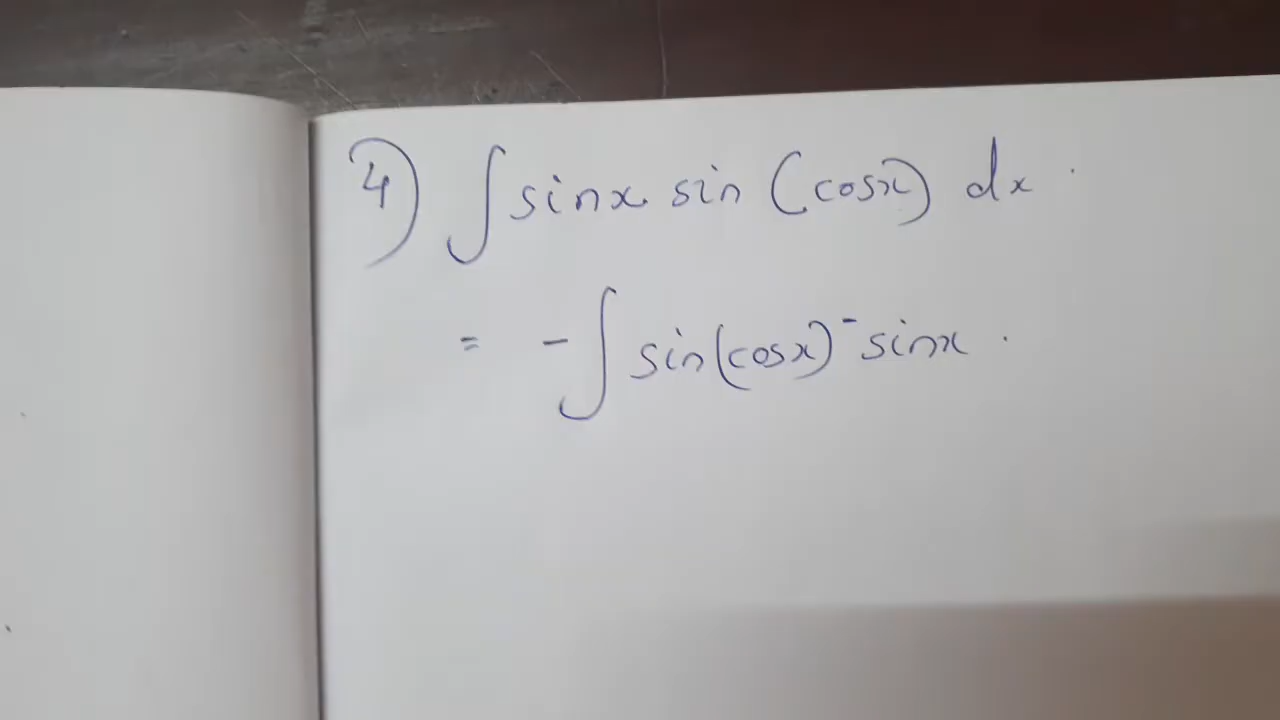 4) ∫ sinx sin (cosx) dx .
= - ∫ sin(cosx) - sinx .